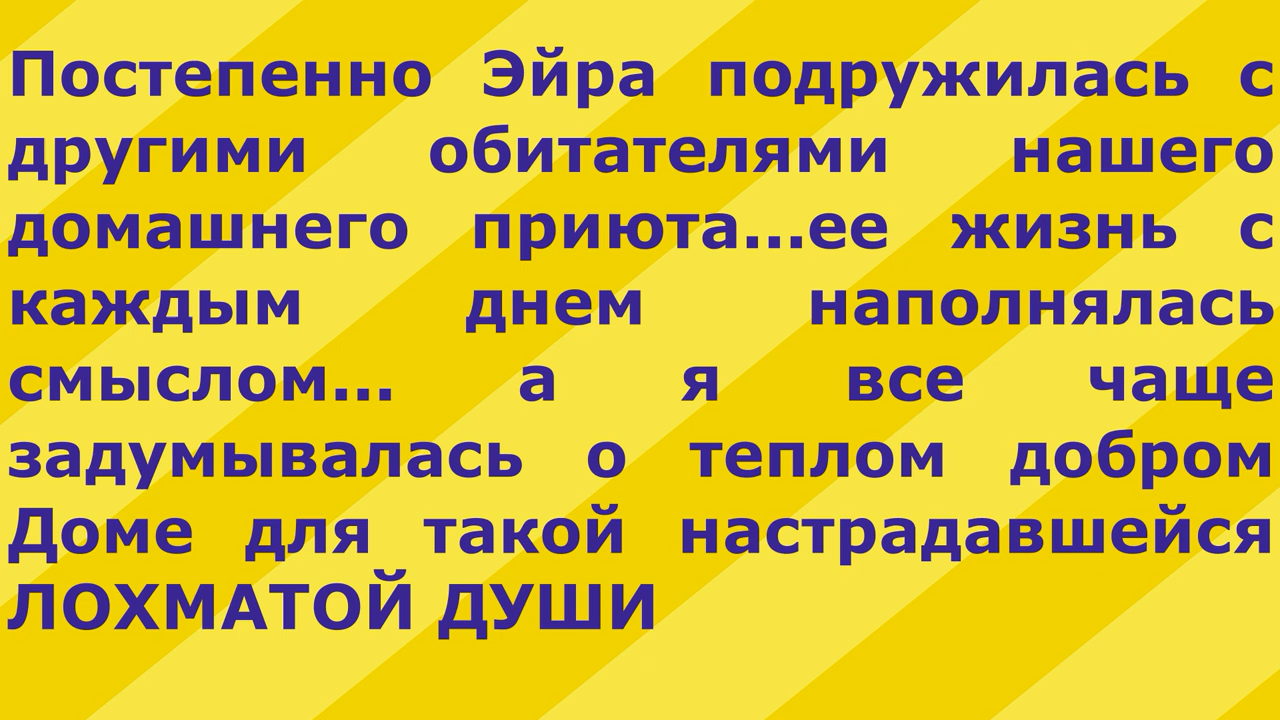 Постепенно Эйра подружилась с
другими обитателями нашего
домашнего приюта...ее жизнь с
каждым днем наполнялась
смыслом... а я все чаще
задумывалась о теплом добром
Доме для такой настрадавшейся
ЛОХМАТОЙ ДУШИ